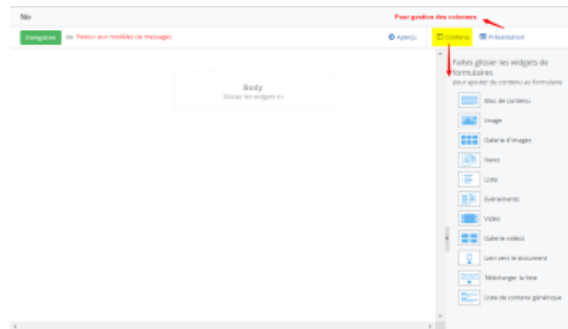 No
Pour gestion des colonnes
Enregistrer ou Retour aux modèles de messages
Aperçu
Contenu
Présentation
Faites glisser les widgets de
formulaires
pour ajouter du contenu au formulaire
Body
Glissez les widgets ici
Bloc de contenu
Image
Galerie d'images
News
Liste
Evénements
Vidéo
Galerie vidéos
Lien vers le document
Télécharger la liste
Liste de contenu générique